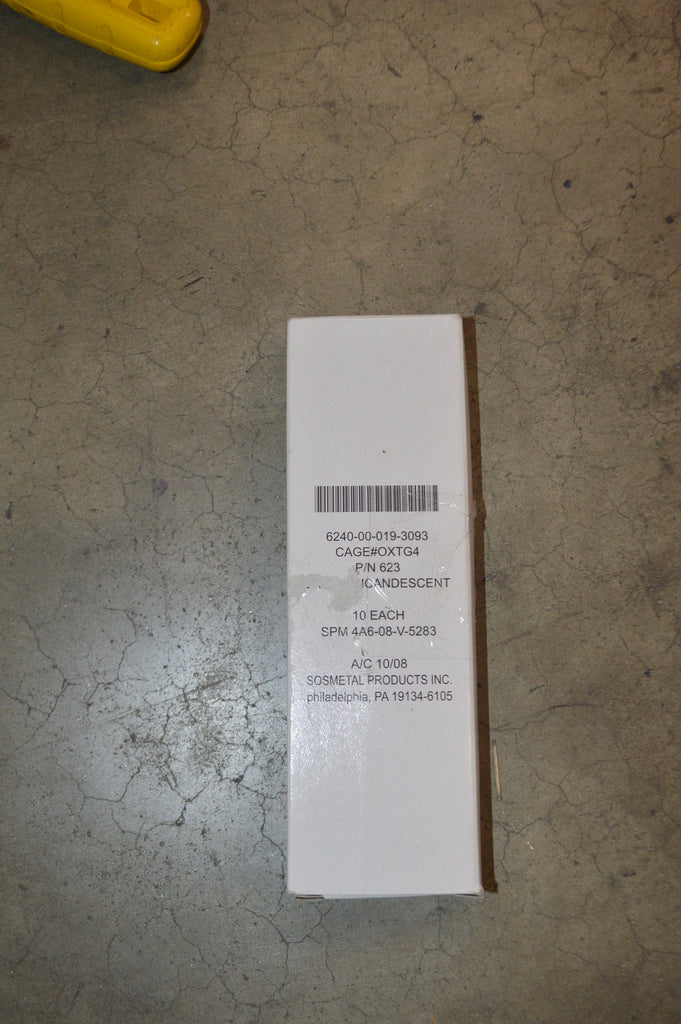 6240-00-019-3093
CAGE#OXTG4
P/N 623
10 EACH
SPM 4A6-08-V-5283
A/C 10/08
SOSMETAL PRODUCTS INC.
philadelphia, PA 19134-6105